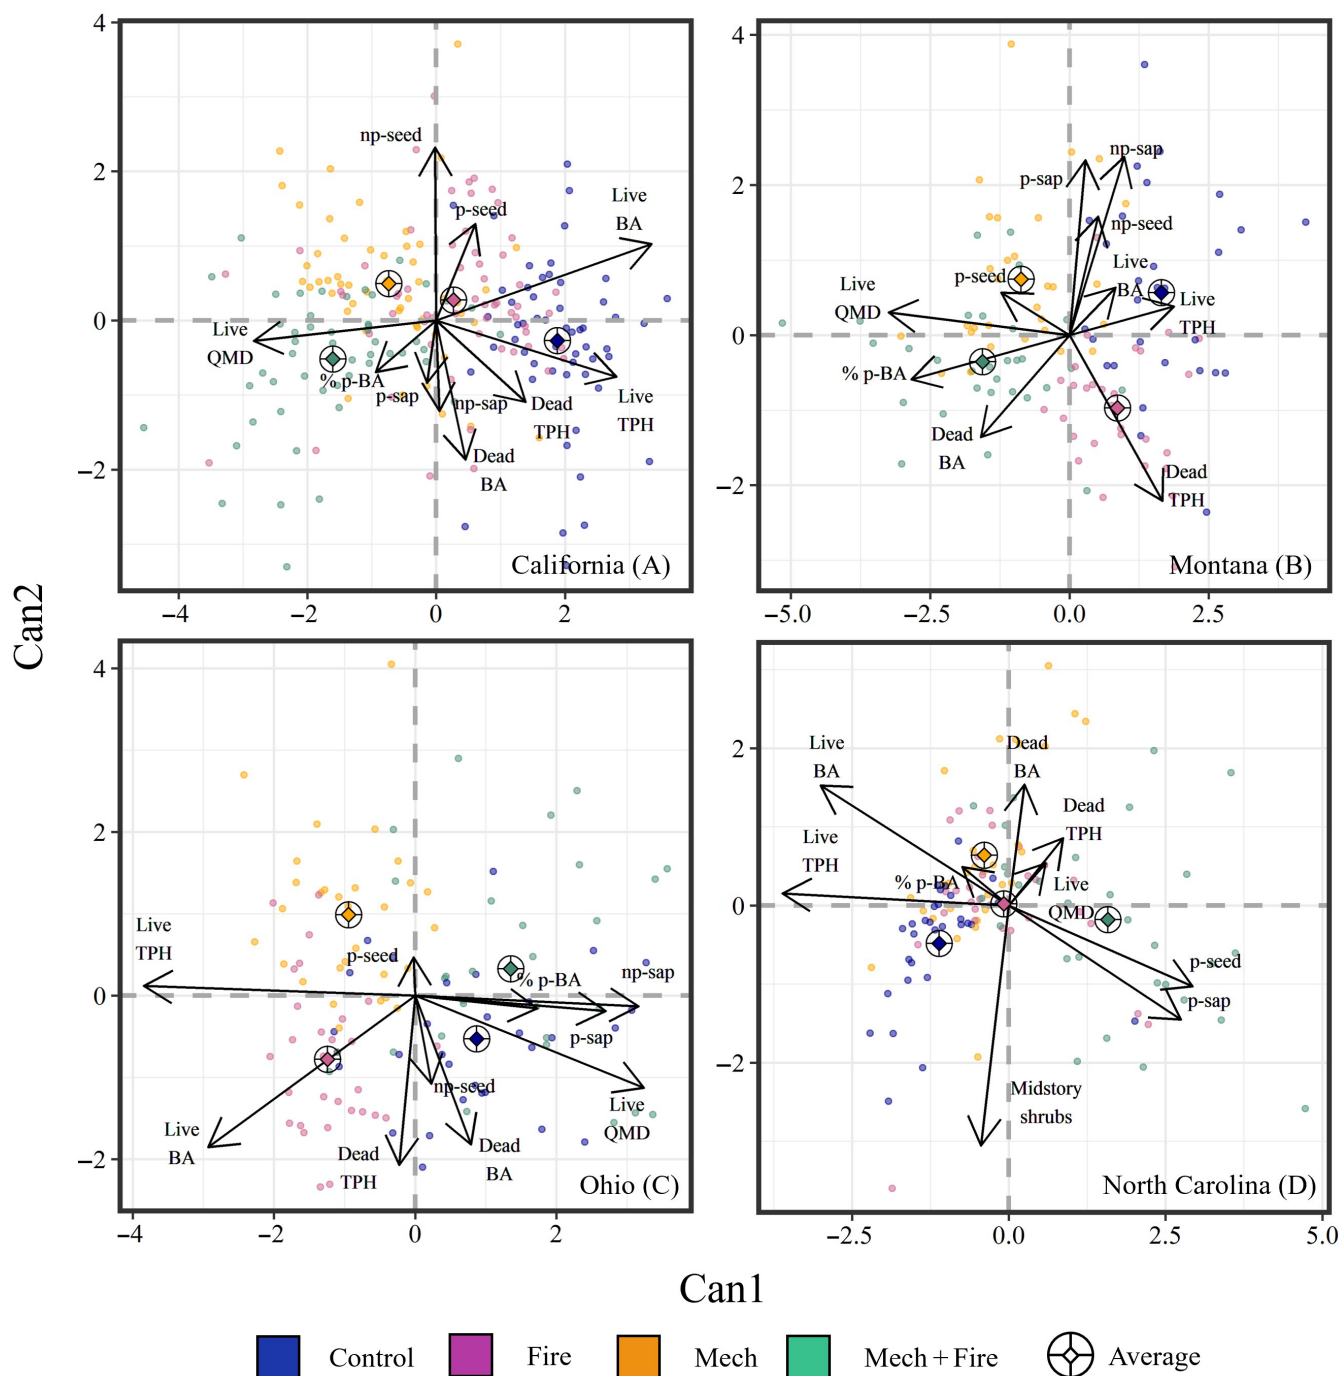 Can2
4
2
0
−2
−4
−2
0
2
np-seed
p-seed
Live
BA
Live
QMD
% p-BA
p-sap
np-sap
Dead
TPH
Live
TPH
Dead
BA
California (A)
4
2
0
−2
−5.0
−2.5
0.0
2.5
np-sap
p-sap
np-seed
p-seed
Live
BA
Live
QMD
Live
TPH
% p-BA
Dead
BA
Dead
TPH
Montana (B)
4
2
0
−2
−4
−2
0
2
Live
TPH
p-seed
% p-BA
np-sap
p-sap
np-seed
Live
QMD
Live
BA
Dead
TPH
Dead
BA
Ohio (C)
2
0
−2
−2.5
0.0
2.5
5.0
Live
BA
Dead
BA
Live
TPH
Dead
TPH
% p-BA
Live
QMD
p-seed
p-sap
Midstory
shrubs
North Carolina (D)
Can1
Control
Fire
Mech
Mech + Fire
Average